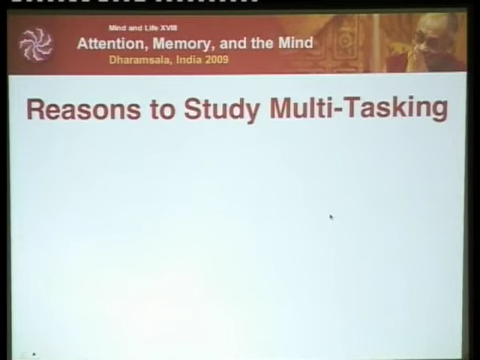 Mind and Life XVIII
Attention, Memory, and the Mind
Dharamsala, India 2009
Reasons to Study Multi-Tasking